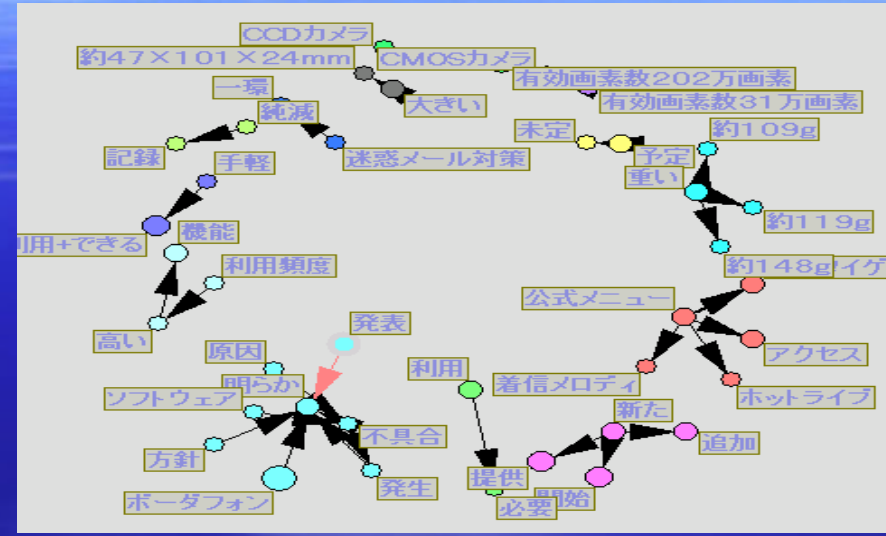 CCDカメラ
約47×101×24mm
CMOSカメラ
有効画素数202万画素
一環
大きい
有効画素数31万画素
純減
未定
約109g
記録
手軽
迷惑メール対策
予定
重い
約119g
利用+できる
機能
利用頻度
約148g
イゲ
公式メニュー
高い
発表
原因
アクセス
利用
明らか
着信メロディ
ホットライブ
ソフトウェア
新たた
不具合
追加
方針
提供
発生
ボーダフォン
必要
開始